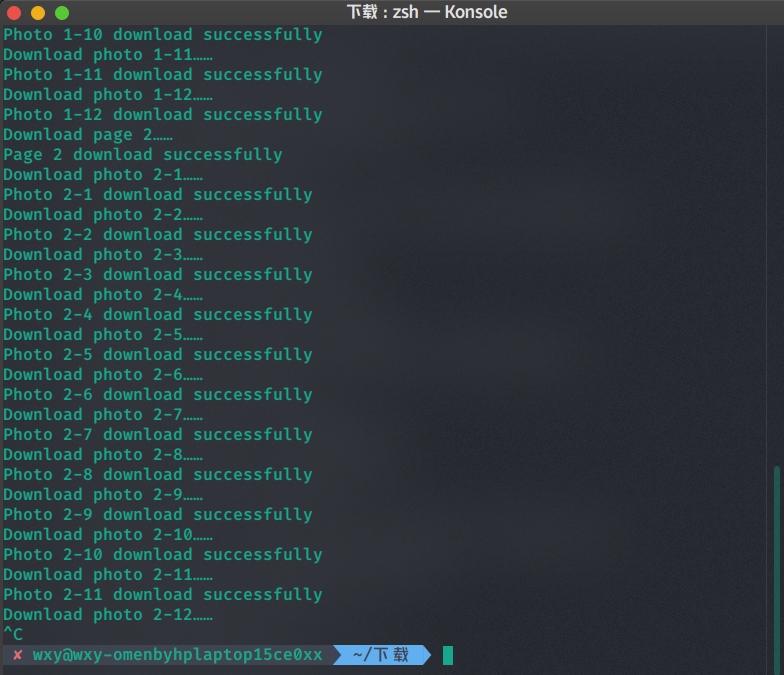 下载 : zsh — Konsole
Photo 1-10 download successfully
Download photo 1-11……
Photo 1-11 download successfully
Download photo 1-12……
Photo 1-12 download successfully
Download page 2……
Page 2 download successfully
Download photo 2-1……
Photo 2-1 download successfully
Download photo 2-2……
Photo 2-2 download successfully
Download photo 2-3……
Photo 2-3 download successfully
Download photo 2-4……
Photo 2-4 download successfully
Download photo 2-5……
Photo 2-5 download successfully
Download photo 2-6……
Photo 2-6 download successfully
Download photo 2-7……
Photo 2-7 download successfully
Download photo 2-8……
Photo 2-8 download successfully
Download photo 2-9……
Photo 2-9 download successfully
Download photo 2-10……
Photo 2-10 download successfully
Download photo 2-11……
Photo 2-11 download successfully
Download photo 2-12……
^C
✘ wxy@wxy-omenbyhplaptop15ce0xx ~/下载